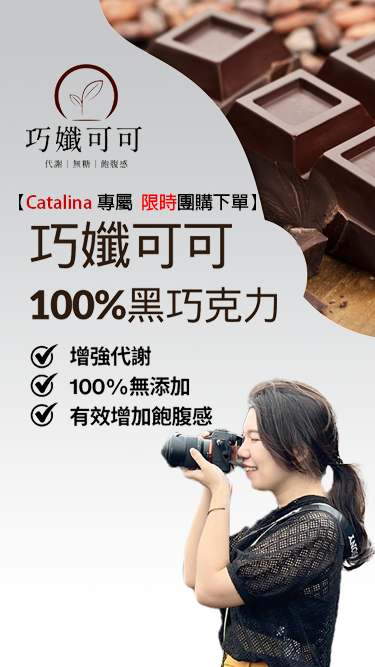 巧孅可可
代謝｜無糖｜飽腹感
【Catalina 專屬 限時團購下單】
巧孅可可
100%黑巧克力
增強代謝
100%無添加
有效增加飽腹感
SONY